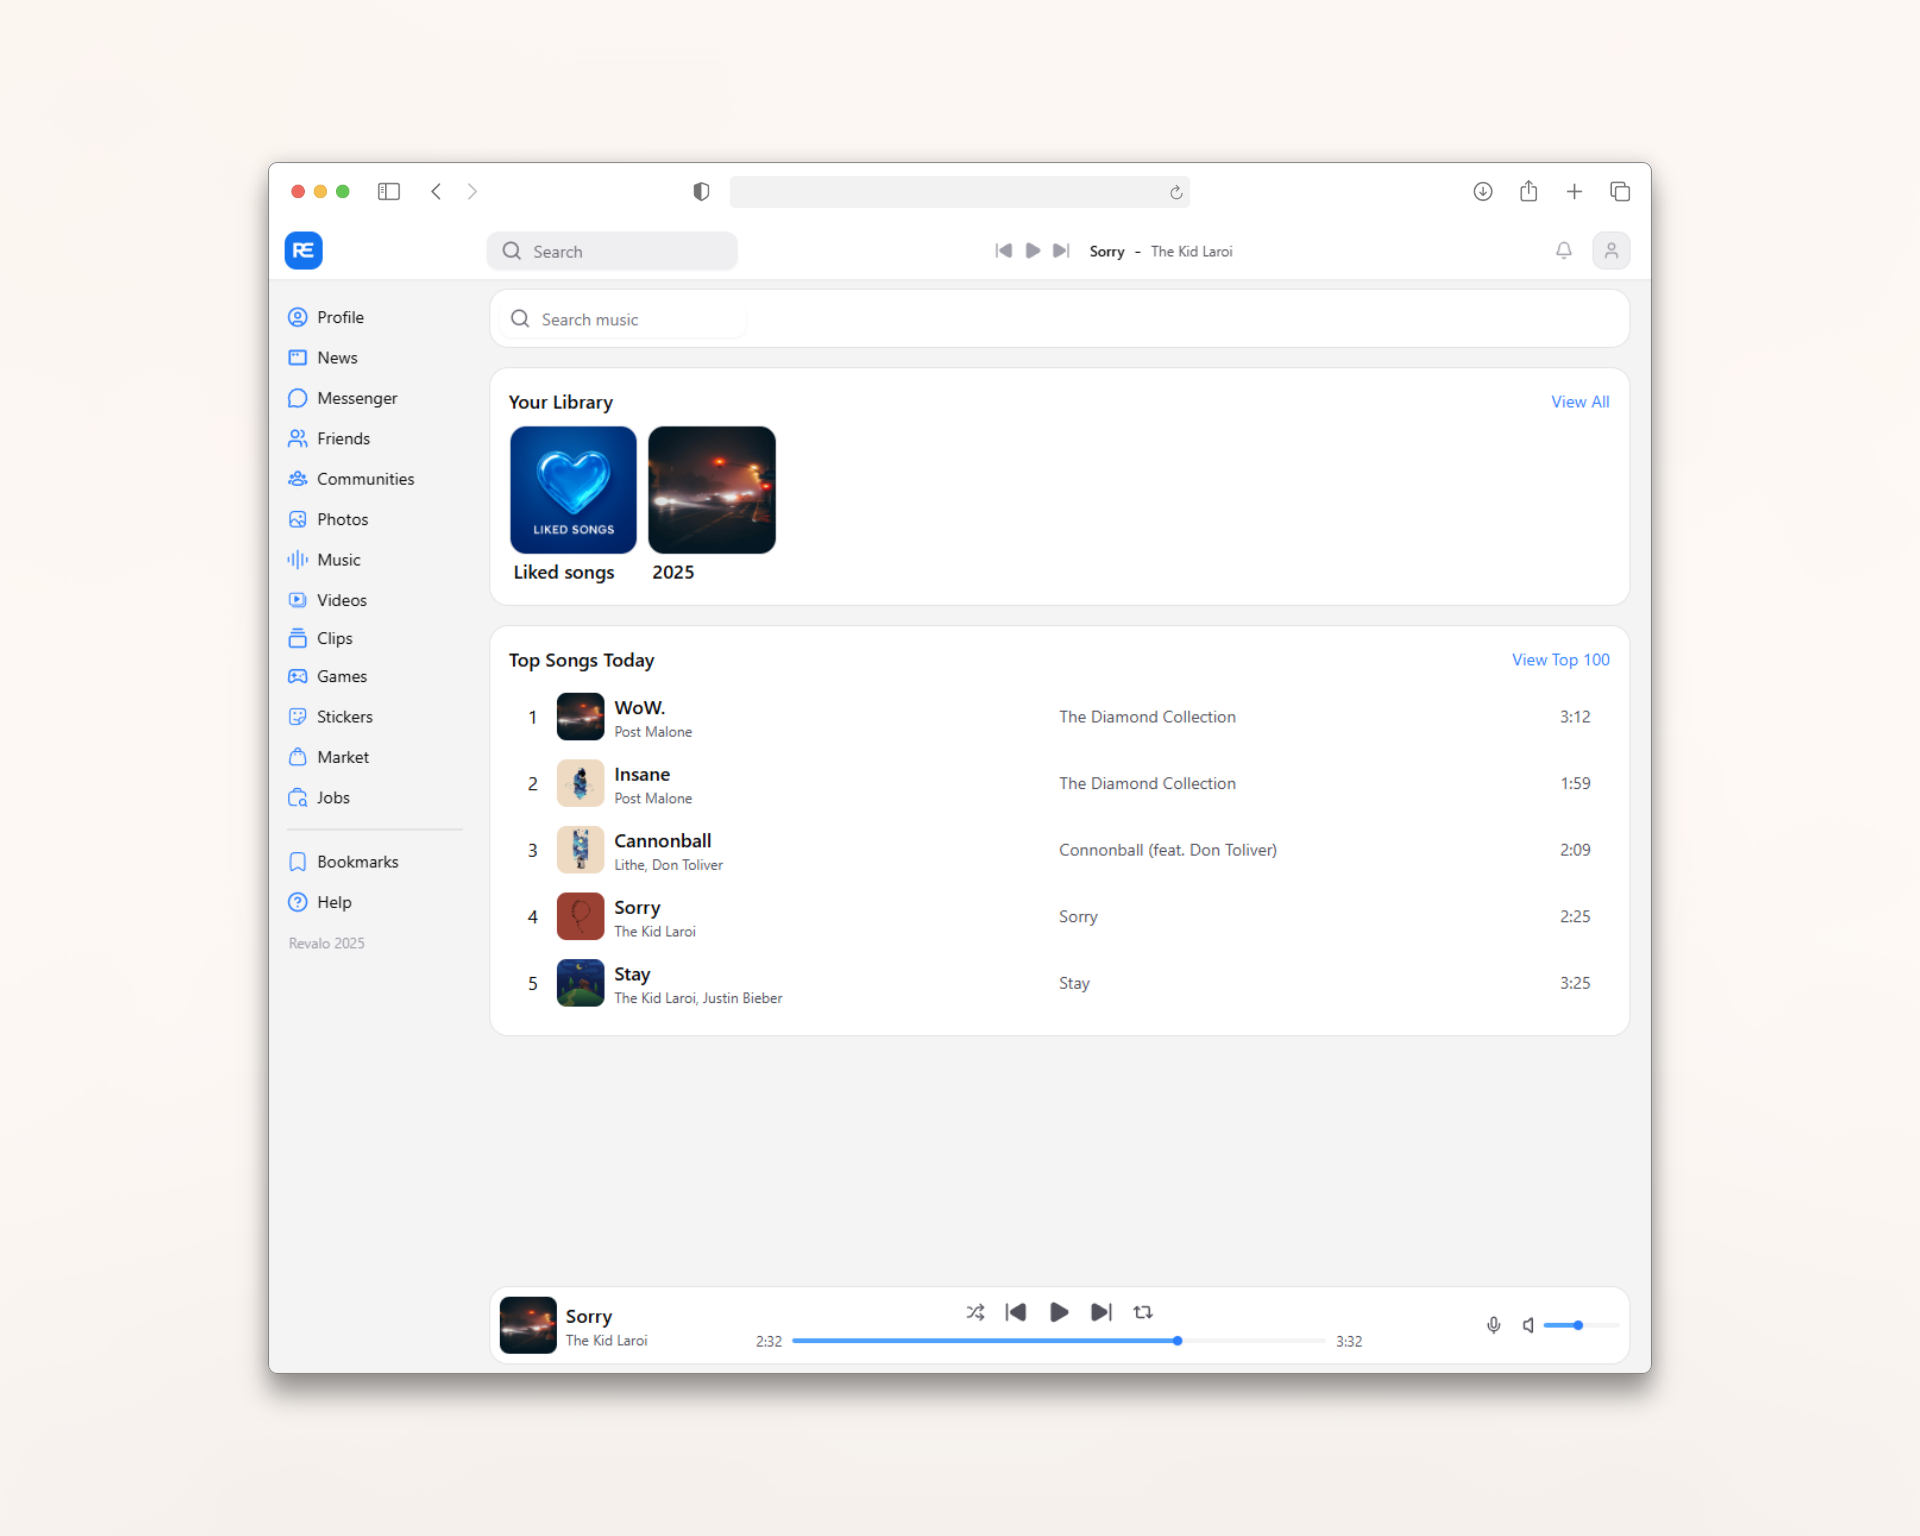 RE
Search
Sorry - The Kid Laroi
Profile
News
Messenger
Friends
Communities
Photos
Music
Videos
Clips
Games
Stickers
Market
Jobs
Bookmarks
Help
Revalo 2025
Search music
Your Library
View All
LIKED SONGS
Liked songs
2025
Top Songs Today
View Top 100
1
WoW.
Post Malone
The Diamond Collection
3:12
2
Insane
Post Malone
The Diamond Collection
1:59
3
Cannonball
Lithe, Don Toliver
Connonball (feat. Don Toliver)
2:09
4
Sorry
The Kid Laroi
Sorry
2:25
5
Stay
The Kid Laroi, Justin Bieber
Stay
3:25
Sorry
The Kid Laroi
2:32
3:32